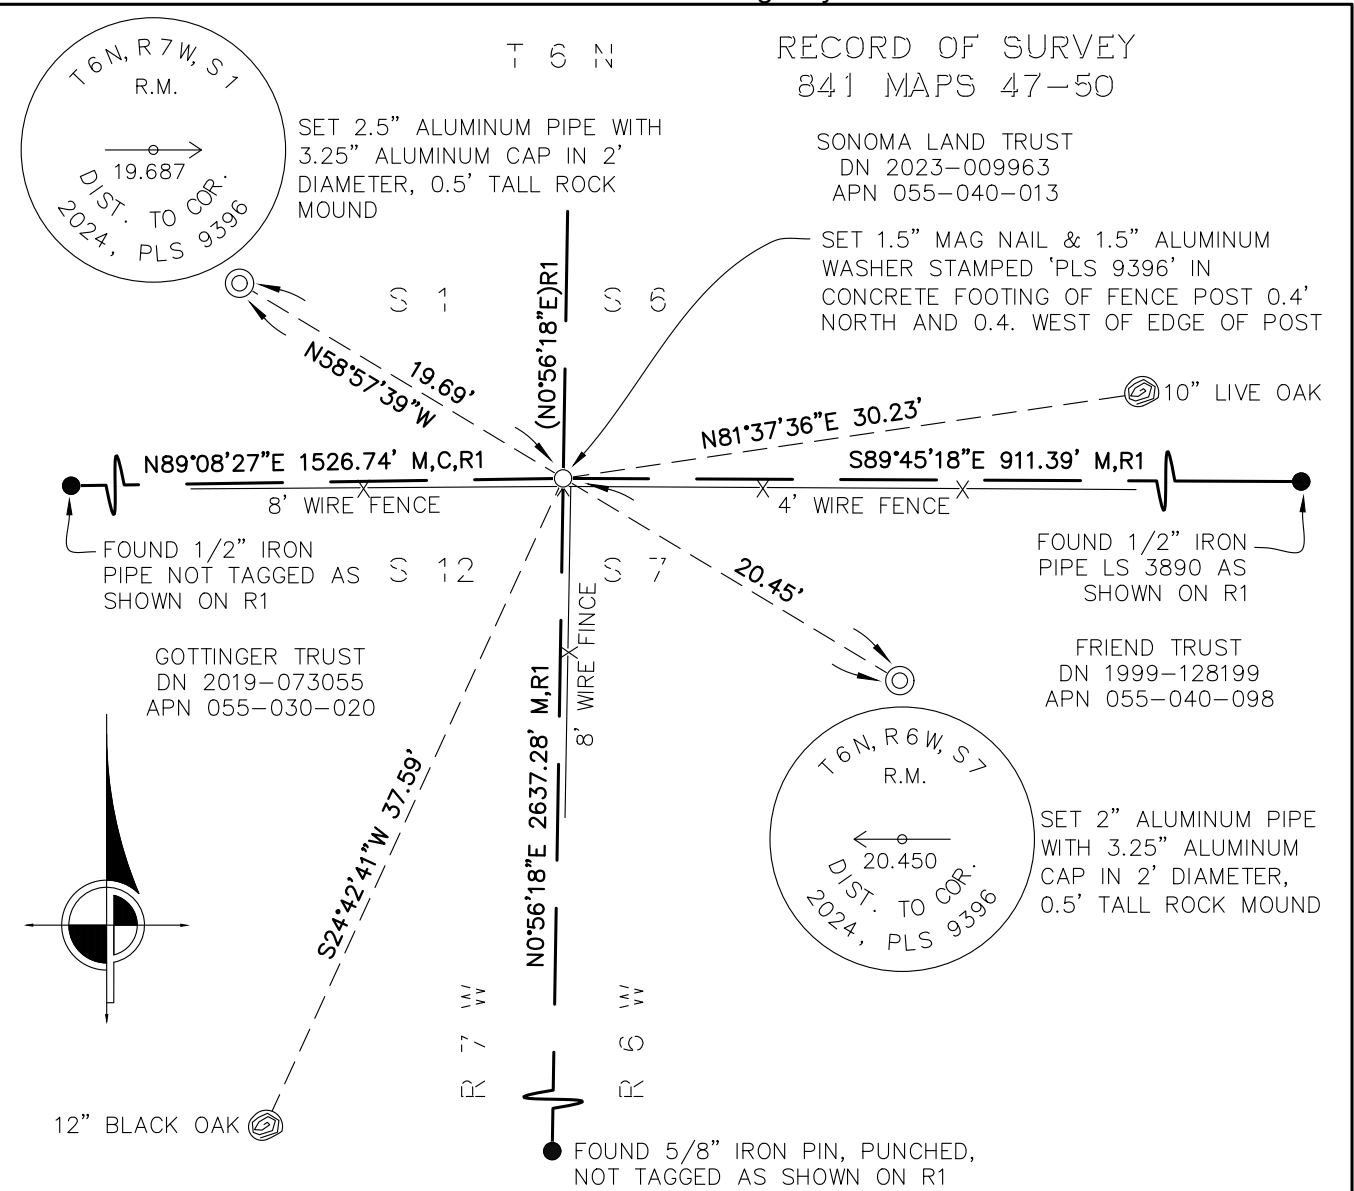 RECORD OF SURVEY
841 MAPS 47-50
T 6 N
T 6 N, R 7 W, S 1
R.M.
19.687
DIST. TO COR.
2024, PLS 9396
SET 2.5" ALUMINUM PIPE WITH
3.25" ALUMINUM CAP IN 2'
DIAMETER, 0.5' TALL ROCK
MOUND
SONOMA LAND TRUST
DN 2023-009963
APN 055-040-013
SET 1.5" MAG NAIL & 1.5" ALUMINUM
WASHER STAMPED 'PLS 9396' IN
CONCRETE FOOTING OF FENCE POST 0.4'
NORTH AND 0.4. WEST OF EDGE OF POST
S 1
S 6
(N0°56'18"E)R1
19.69'
N58°57'39"W
10" LIVE OAK
N81°37'36"E 30.23'
N89°08'27"E 1526.74' M,C,R1
S89°45'18"E 911.39' M,R1
8' WIRE FENCE
4' WIRE FENCE
FOUND 1/2" IRON
PIPE NOT TAGGED AS
SHOWN ON R1
S 12
S 7
20.45'
FOUND 1/2" IRON
PIPE LS 3890 AS
SHOWN ON R1
8' WIRE FINCE
GOTTINGER TRUST
DN 2019-073055
APN 055-030-020
FRIEND TRUST
DN 1999-128199
APN 055-040-098
N0°56'18"E 2637.28' M,R1
S24°42'41"W 37.59'
T 6 N, R 6 W, S 7
R.M.
20.450
DIST. TO COR.
2024, PLS 9396
SET 2" ALUMINUM PIPE
WITH 3.25" ALUMINUM
CAP IN 2' DIAMETER,
0.5' TALL ROCK MOUND
R 7 W
R 6 W
12" BLACK OAK
FOUND 5/8" IRON PIN, PUNCHED,
NOT TAGGED AS SHOWN ON R1